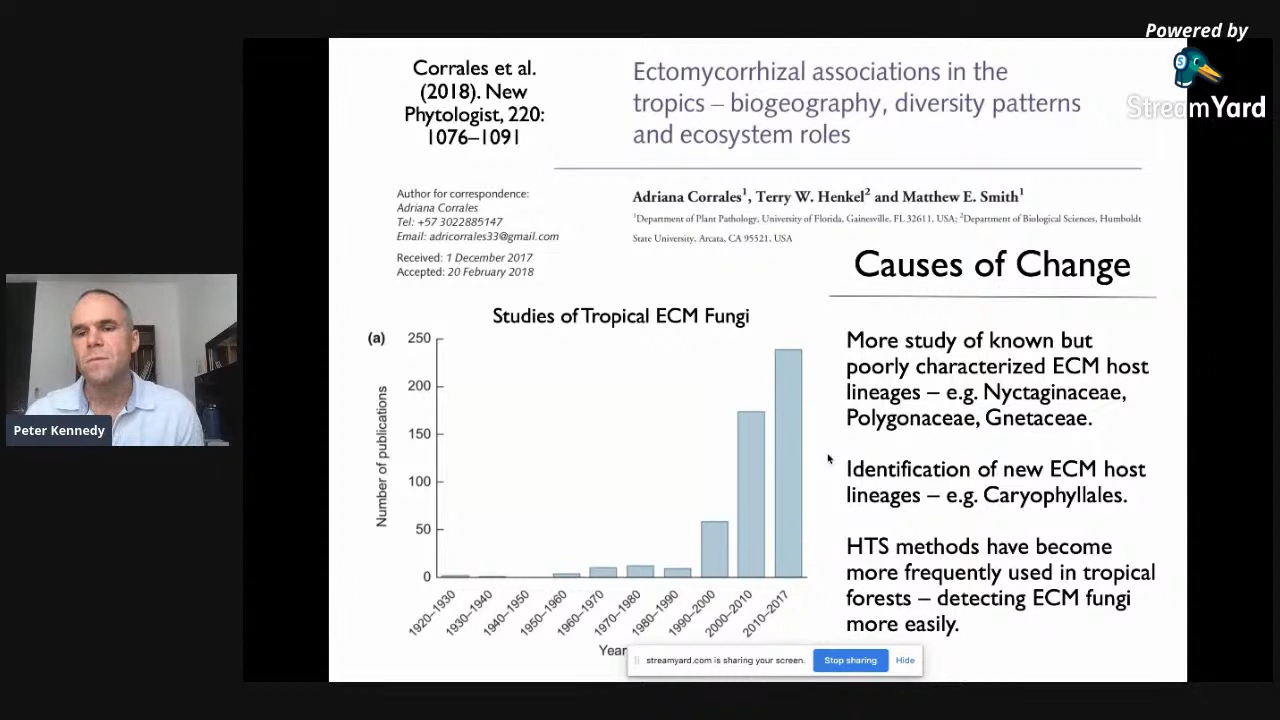 Powered by
StreamYard
Corrales et al.
(2018). New
Phytologist, 220:
1076–1091
Ectomycorrhizal associations in the
tropics – biogeography, diversity patterns
and ecosystem roles
Author for correspondence:
Adriana Corrales
Tel: +57 3022885147
Email: adricorrales33@gmail.com
Received: 1 December 2017
Accepted: 20 February 2018
Adriana Corrales1, Terry W. Henkel2 and Matthew E. Smith1
1Department of Plant Pathology, University of Florida, Gainesville, FL 32611, USA; 2Department of Biological Sciences, Humboldt
State University, Arcata, CA 95521, USA
Causes of Change
Studies of Tropical ECM Fungi
(a)
250
200
150
100
50
0
Number of publications
1920–1930
1930–1940
1940–1950
1950–1960
1960–1970
1970–1980
1980–1990
1990–2000
2000–2010
2010–2017
Year
More study of known but
poorly characterized ECM host
lineages – e.g. Nyctaginaceae,
Polygonaceae, Gnetaceae.
Identification of new ECM host
lineages – e.g. Caryophyllales.
HTS methods have become
more frequently used in tropical
forests – detecting ECM fungi
more easily.
Peter Kennedy
streamyard.com is sharing your screen.
Stop sharing
Hide